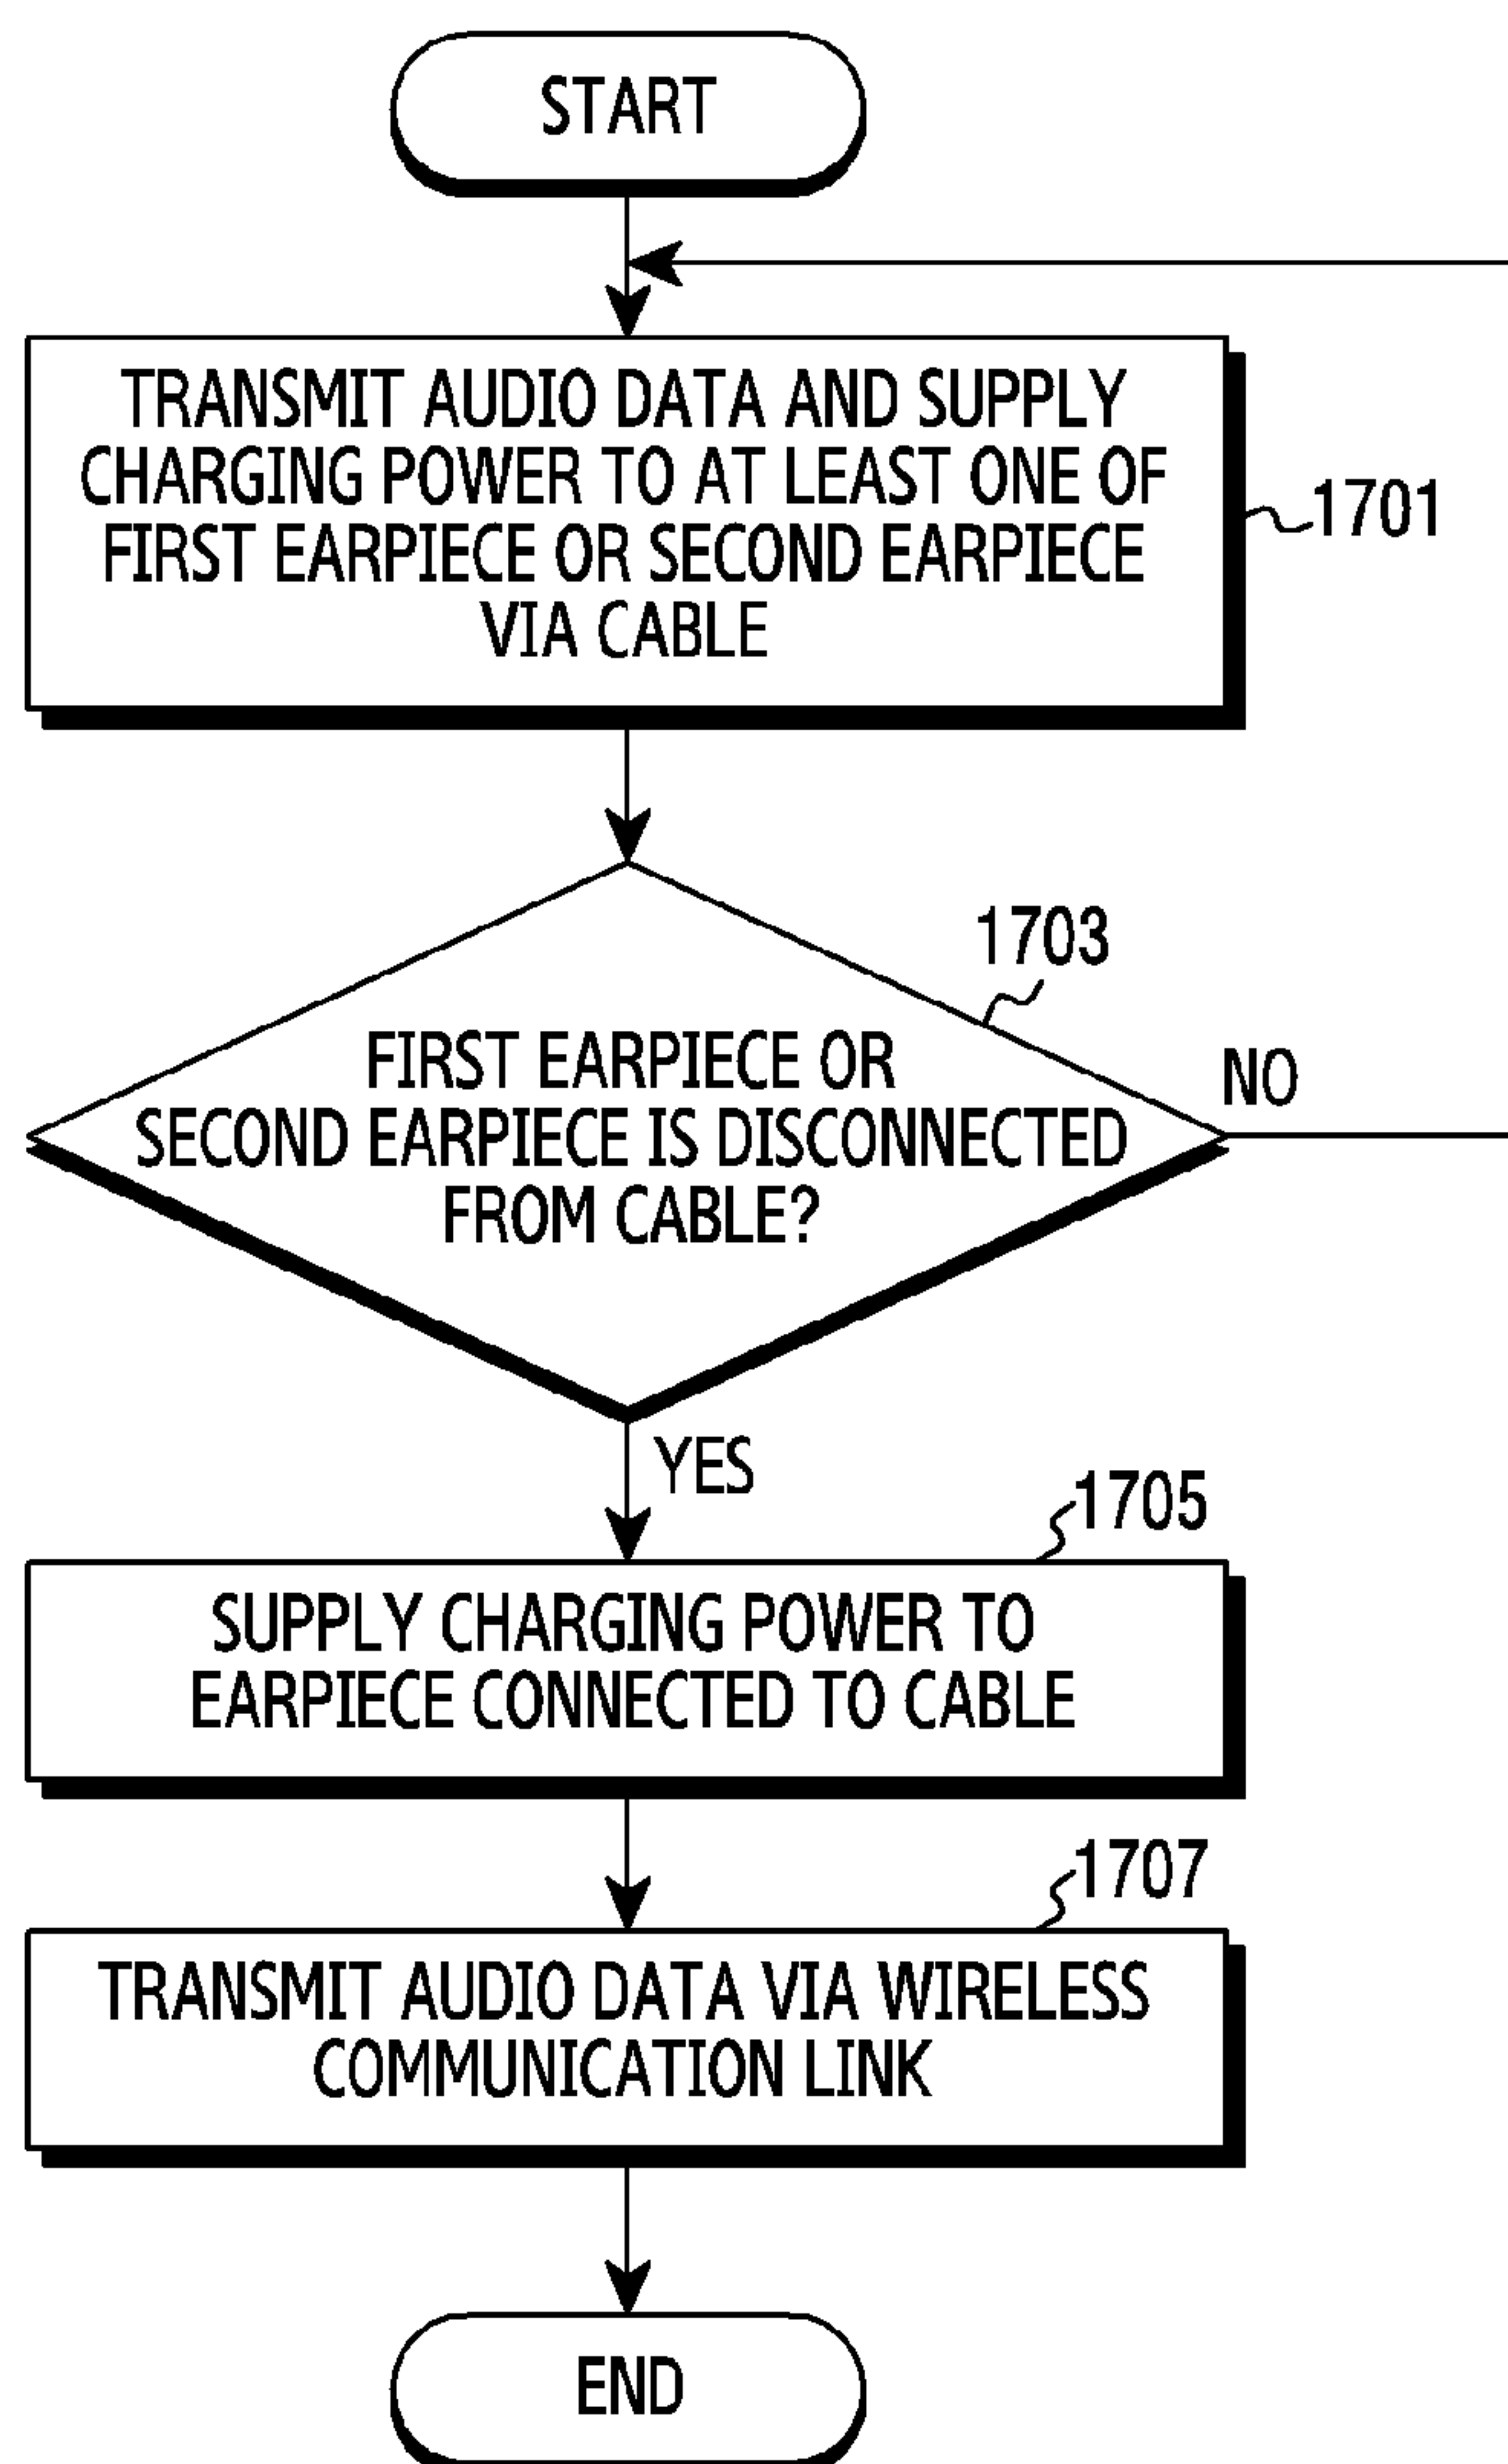 START
TRANSMIT AUDIO DATA AND SUPPLY
CHARGING POWER TO AT LEAST ONE OF
FIRST EARPIECE OR SECOND EARPIECE
VIA CABLE
1701
1703
FIRST EARPIECE OR
SECOND EARPIECE IS DISCONNECTED
FROM CABLE?
NO
YES
1705
SUPPLY CHARGING POWER TO
EARPIECE CONNECTED TO CABLE
1707
TRANSMIT AUDIO DATA VIA WIRELESS
COMMUNICATION LINK
END